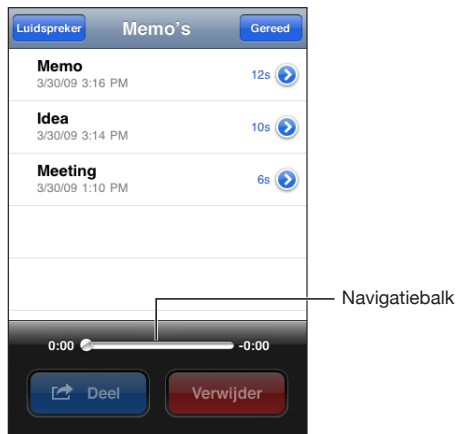 Luidspreker Memo's Gereed
Memo
3/30/09 3:16 PM 12s
Idea
3/30/09 3:14 PM 10s
Meeting
3/30/09 1:10 PM 6s
Navigatiebalk
0:00 -0:00
Deel Verwijder